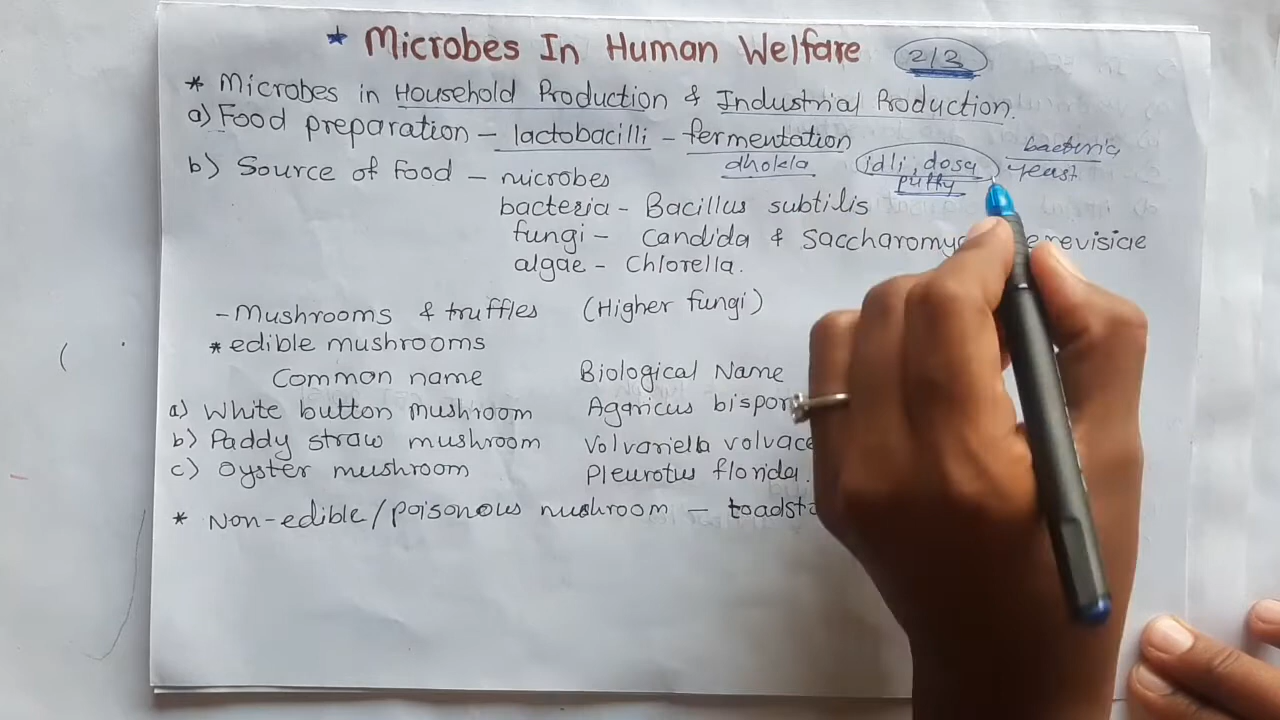 * Microbes In Human Welfare 2/3
* Microbes in Household Production & Industrial Production.
a) Food preparation - lactobacilli - fermentation
dhokla idli, dosa bacteria
puffy yeast
b) Source of food - microbes
bacteria - Bacillus subtilis
fungi - Candida & Saccharomy erevisiae
algae - Chlorella.
- Mushrooms & truffles (Higher fungi)
* edible mushrooms
Common name Biological Name
a) White button mushroom Agaricus bispor
b) Paddy straw mushroom Volvariella volvace
c) Oyster mushroom Pleurotus florida.
* Non-edible/poisonous mushroom - toadst